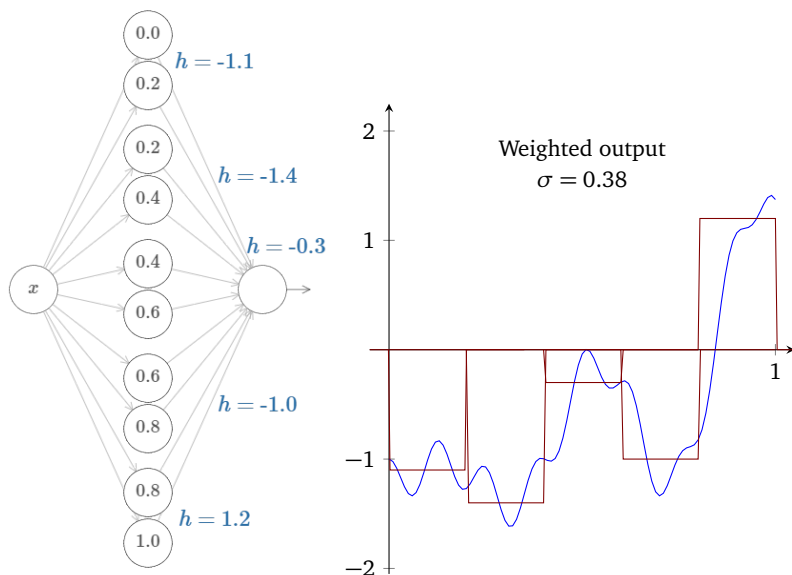 0.0
h = -1.1
0.2
0.2
h = -1.4
0.4
h = -0.3
0.4
x
0.6
0.6
h = -1.0
0.8
0.8
h = 1.2
1.0
2
Weighted output
σ = 0.38
1
1
−1
−2